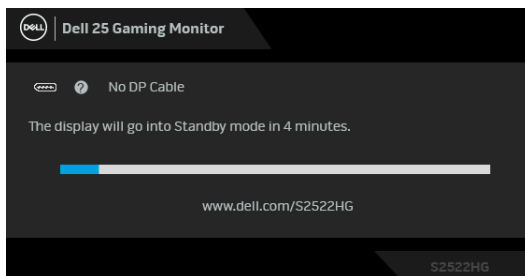 DELL Dell 25 Gaming Monitor
No DP Cable
The display will go into Standby mode in 4 minutes.
www.dell.com/S2522HG
S2522HG